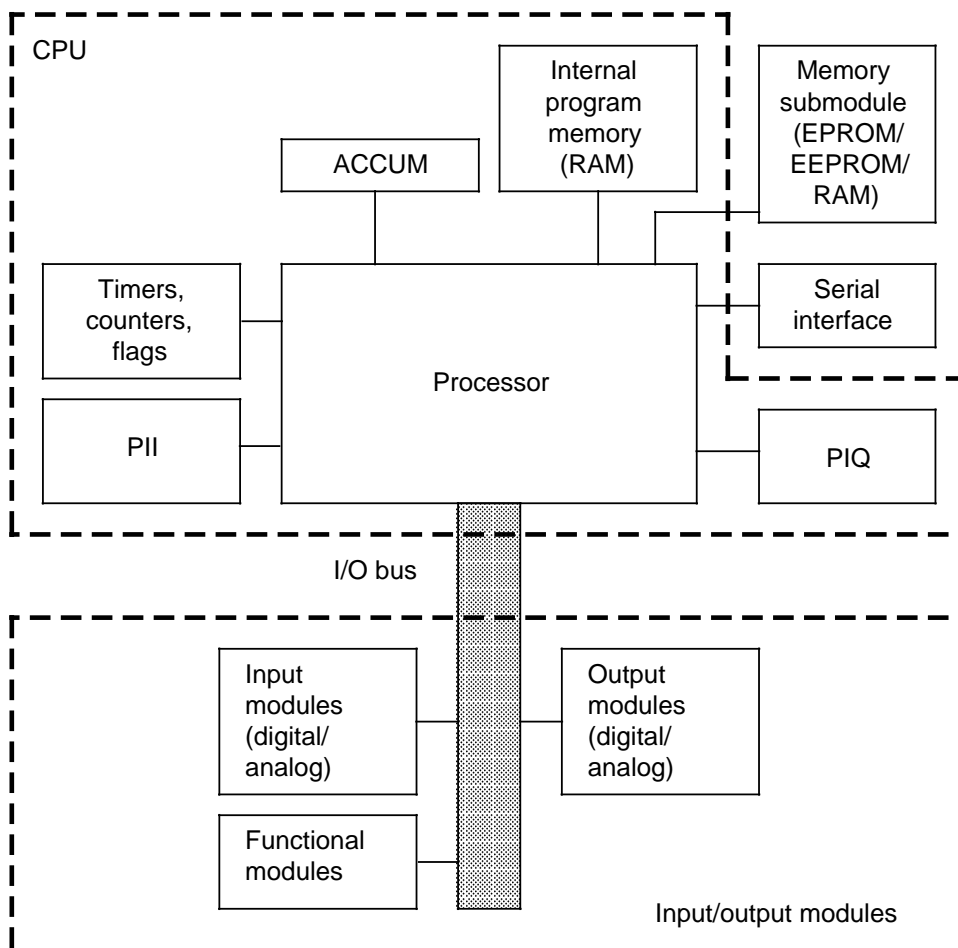 CPU
Internal
program
memory
(RAM)
Memory
submodule
(EPROM/
EEPROM/
RAM)
ACCUM
Timers,
counters,
flags
Serial
interface
Processor
PII
PIQ
I/O bus
Input
modules
(digital/
analog)
Output
modules
(digital/
analog)
Functional
modules
Input/output modules